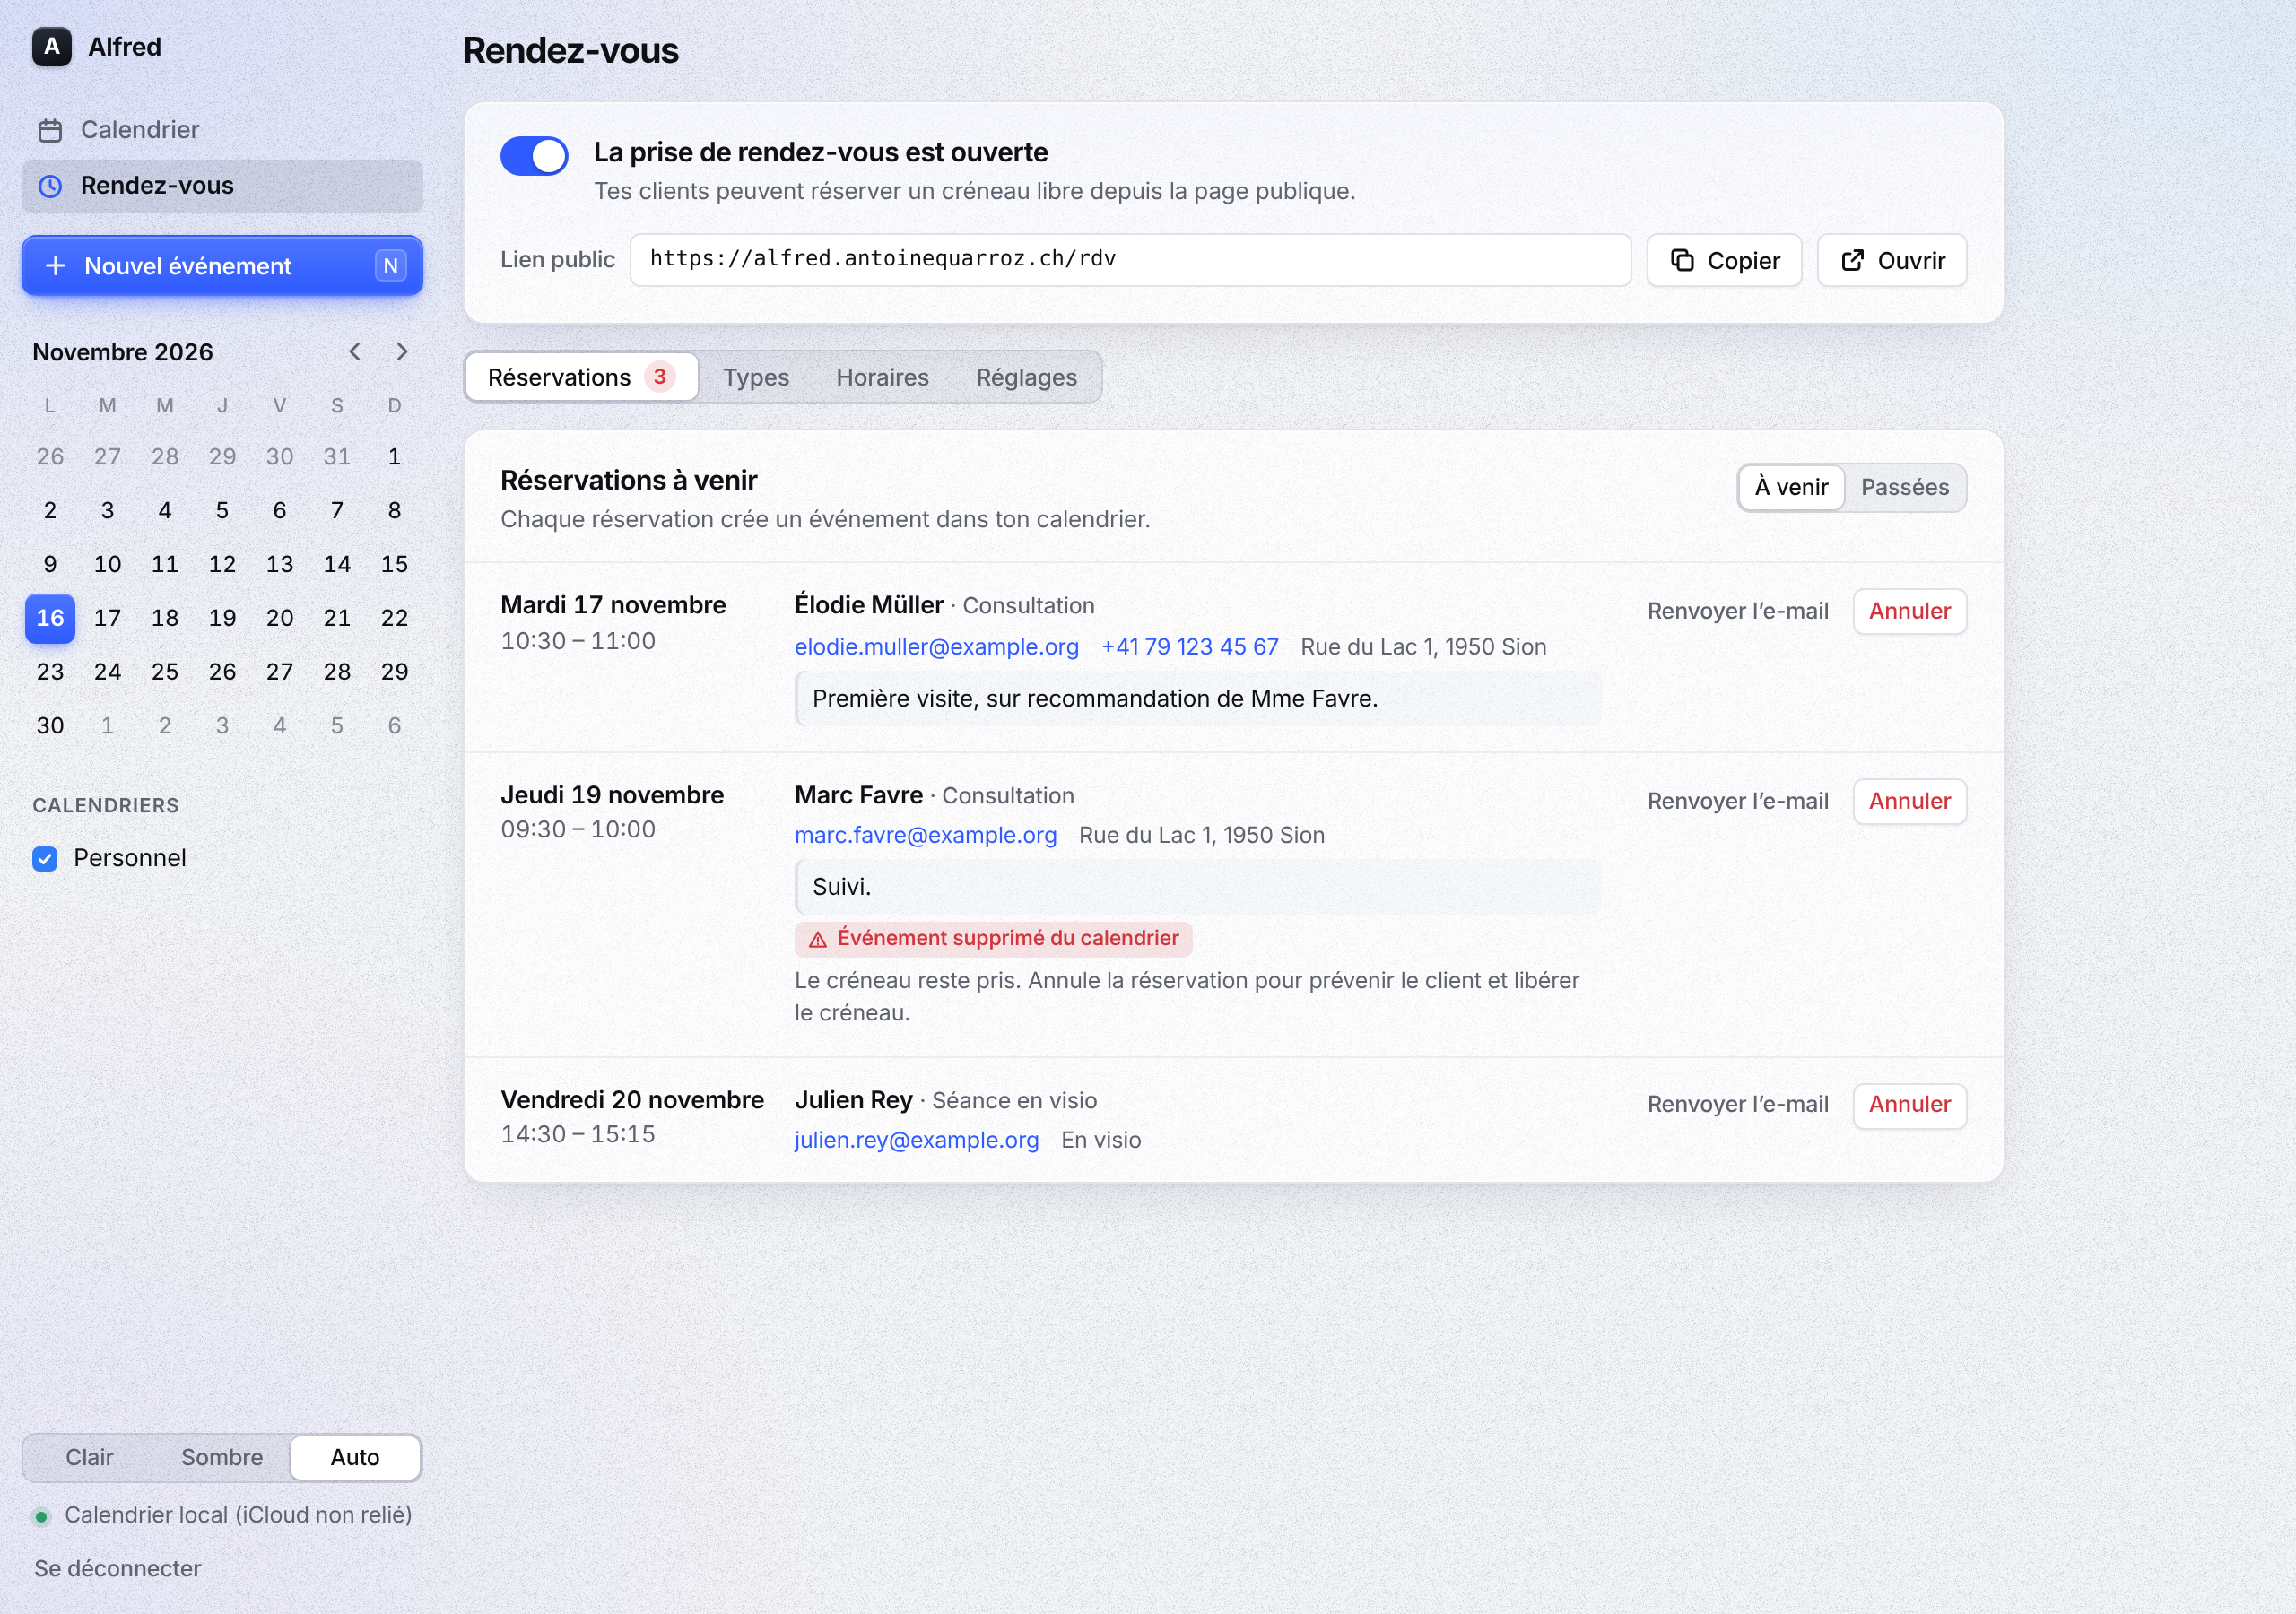 A Alfred
Calendrier
Rendez-vous
Nouvel événement N
Novembre 2026
L M M J V S D
26 27 28 29 30 31 1
2 3 4 5 6 7 8
9 10 11 12 13 14 15
16 17 18 19 20 21 22
23 24 25 26 27 28 29
30 1 2 3 4 5 6
CALENDRIERS
Personnel
Clair Sombre Auto
Calendrier local (iCloud non relié)
Se déconnecter
Rendez-vous
La prise de rendez-vous est ouverte
Tes clients peuvent réserver un créneau libre depuis la page publique.
Lien public https://alfred.antoinequarroz.ch/rdv Copier Ouvrir
Réservations 3 Types Horaires Réglages
Réservations à venir
Chaque réservation crée un événement dans ton calendrier.
À venir Passées
Mardi 17 novembre
10:30 – 11:00
Élodie Müller · Consultation
elodie.muller@example.org +41 79 123 45 67 Rue du Lac 1, 1950 Sion
Première visite, sur recommandation de Mme Favre.
Renvoyer l’e-mail Annuler
Jeudi 19 novembre
09:30 – 10:00
Marc Favre · Consultation
marc.favre@example.org Rue du Lac 1, 1950 Sion
Suivi.
Événement supprimé du calendrier
Le créneau reste pris. Annule la réservation pour prévenir le client et libérer
le créneau.
Renvoyer l’e-mail Annuler
Vendredi 20 novembre
14:30 – 15:15
Julien Rey · Séance en visio
julien.rey@example.org En visio
Renvoyer l’e-mail Annuler